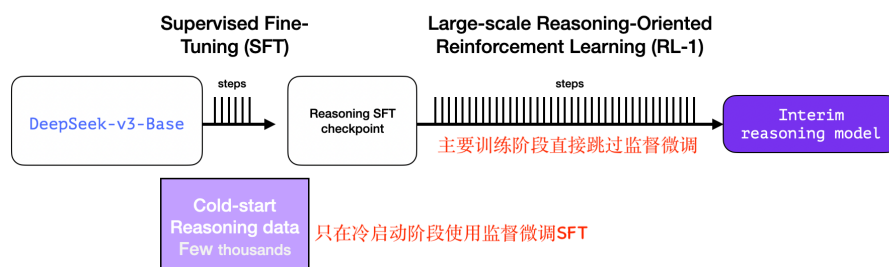 Supervised Fine-
Tuning (SFT)
Large-scale Reasoning-Oriented
Reinforcement Learning (RL-1)
steps
steps
DeepSeek-v3-Base
Reasoning SFT
checkpoint
Interim
reasoning model
主要训练阶段直接跳过监督微调
Cold-start
Reasoning data
Few thousands
只在冷启动阶段使用监督微调SFT